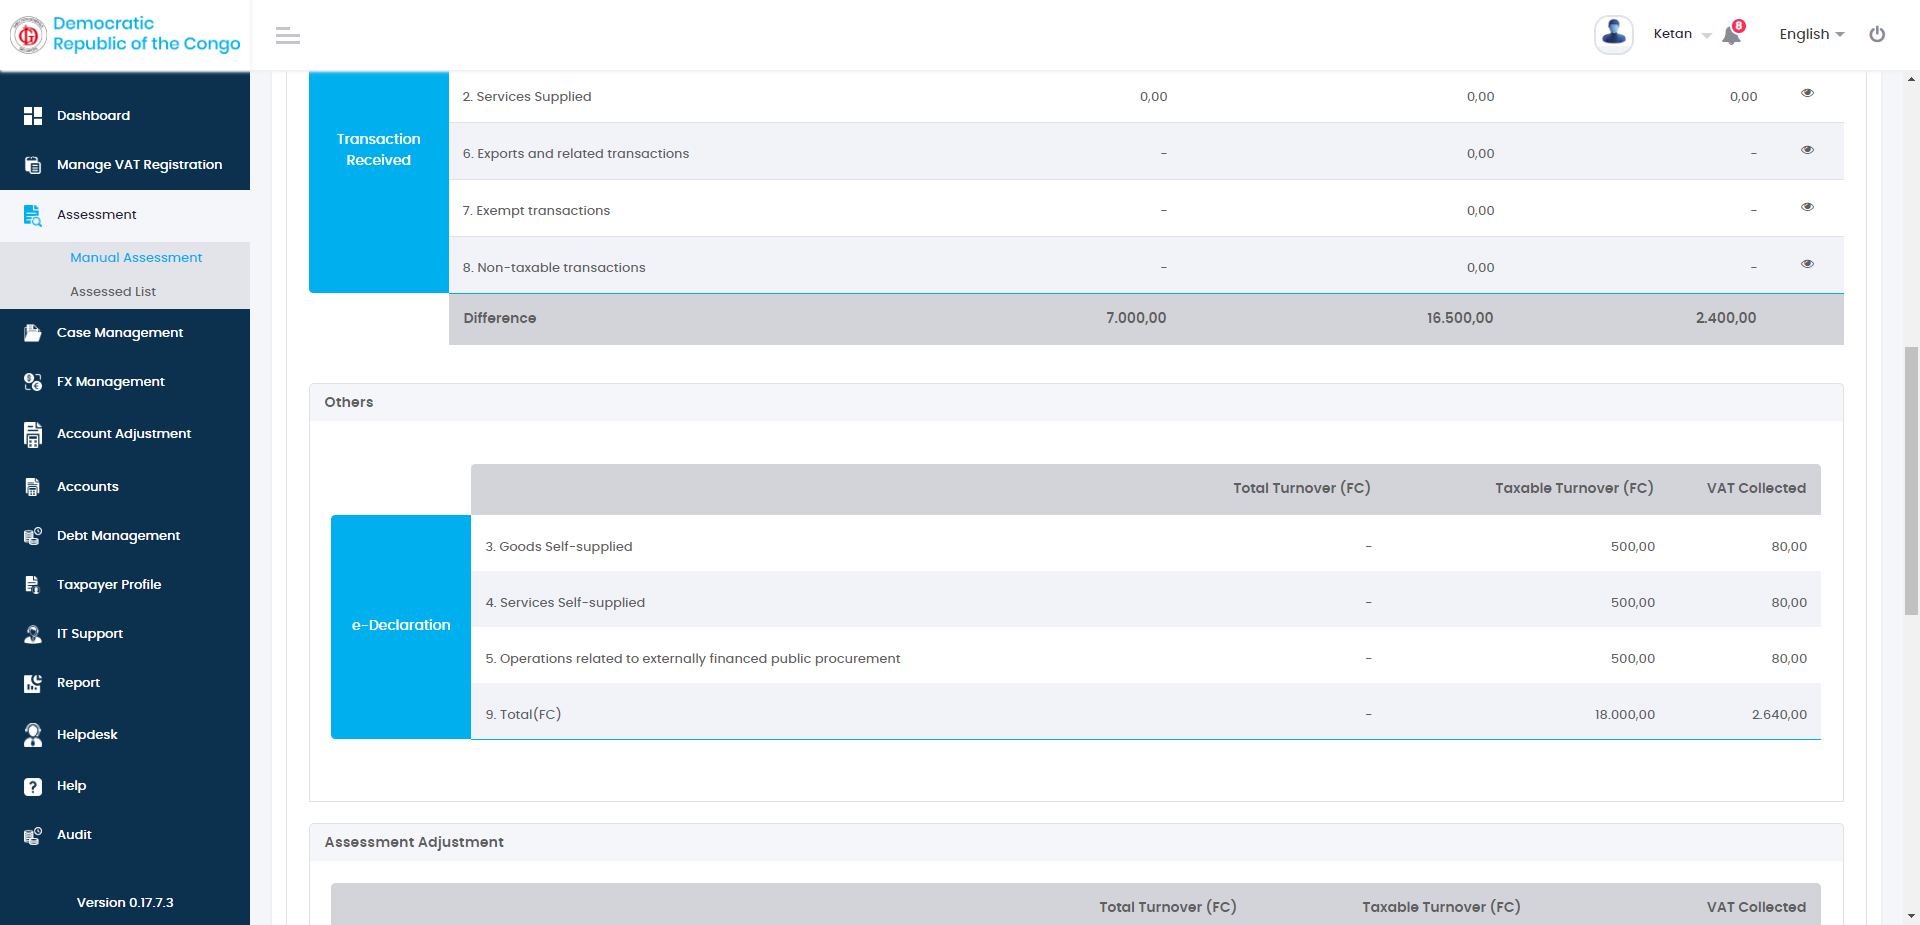 Democratic
Republic of the Congo
Ketan
8
English
Dashboard
Manage VAT Registration
Assessment
Manual Assessment
Assessed List
Case Management
FX Management
Account Adjustment
Accounts
Debt Management
Taxpayer Profile
IT Support
Report
Helpdesk
Help
Audit
Version 0.17.7.3
Transaction
Received
2. Services Supplied 0,00 0,00 0,00
6. Exports and related transactions - 0,00 -
7. Exempt transactions - 0,00 -
8. Non-taxable transactions - 0,00 -
Difference 7.000,00 16.500,00 2.400,00
Others
Total Turnover (FC) Taxable Turnover (FC) VAT Collected
e-Declaration
3. Goods Self-supplied - 500,00 80,00
4. Services Self-supplied - 500,00 80,00
5. Operations related to externally financed public procurement - 500,00 80,00
9. Total(FC) - 18.000,00 2.640,00
Assessment Adjustment
Total Turnover (FC) Taxable Turnover (FC) VAT Collected